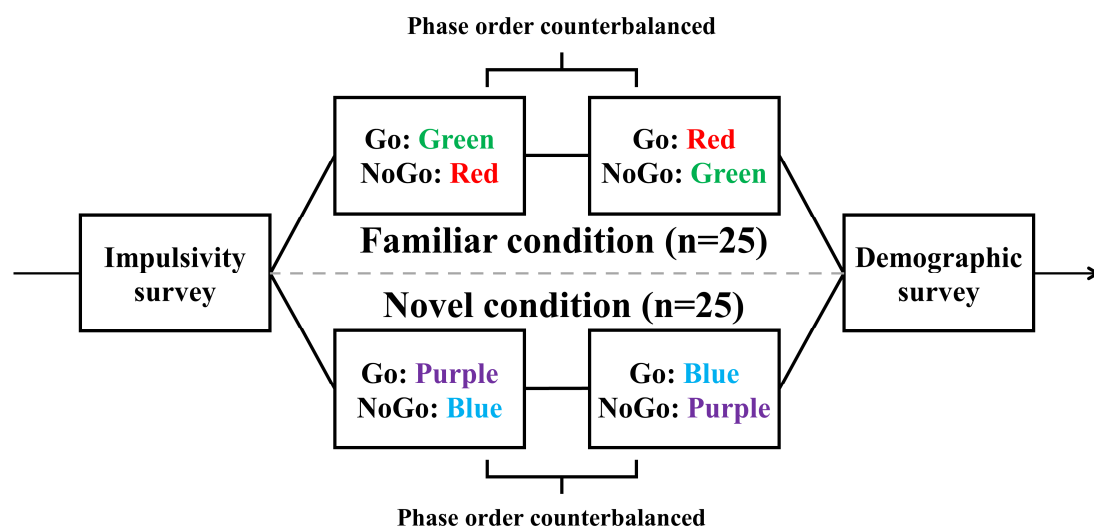 Phase order counterbalanced
Go: Green
NoGo: Red
Go: Red
NoGo: Green
Familiar condition (n=25)
Impulsivity
survey
Demographic
survey
Novel condition (n=25)
Go: Purple
NoGo: Blue
Go: Blue
NoGo: Purple
Phase order counterbalanced